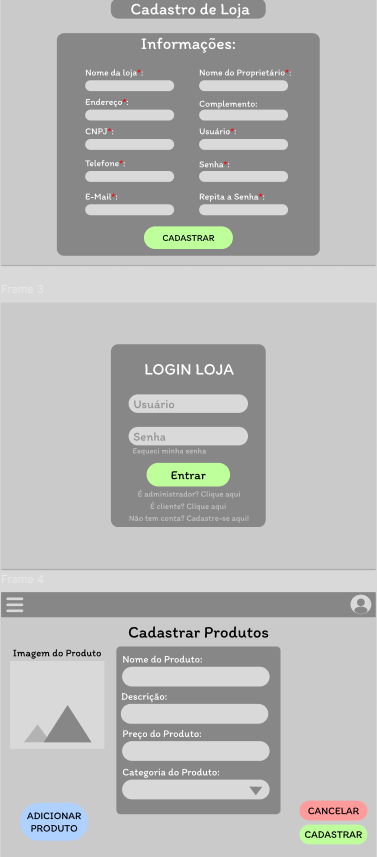 Cadastro de Loja
Informações:
Nome da loja*: Nome do Proprietário*:
Endereço*: Complemento:
CNPJ*: Usuário*:
Telefone*: Senha*:
E-Mail*: Repita a Senha*:
CADASTRAR
Frame 3
LOGIN LOJA
Usuário
Senha
Esqueci minha senha
Entrar
É administrador? Clique aqui
É cliente? Clique aqui
Não tem conta? Cadastre-se aqui!
Frame 4
Cadastrar Produtos
Imagem do Produto
Nome do Produto:
Descrição:
Preço do Produto:
Categoria do Produto:
ADICIONAR
PRODUTO
CANCELAR
CADASTRAR